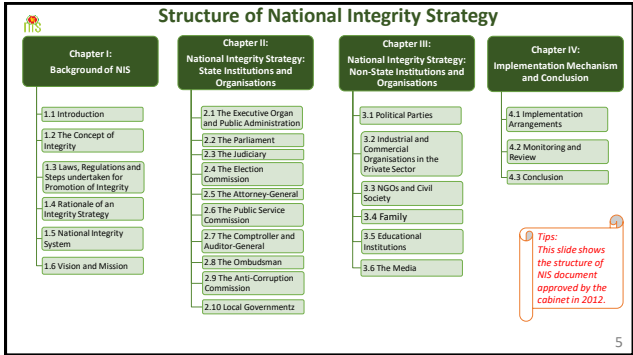 Structure of National Integrity Strategy
nis
Chapter I:
Background of NIS
1.1 Introduction
1.2 The Concept of
Integrity
1.3 Laws, Regulations and
Steps undertaken for
Promotion of Integrity
1.4 Rationale of an
Integrity Strategy
1.5 National Integrity
System
1.6 Vision and Mission
Chapter II:
National Integrity Strategy:
State Institutions and
Organisations
2.1 The Executive Organ
and Public Administration
2.2 The Parliament
2.3 The Judiciary
2.4 The Election
Commission
2.5 The Attorney-General
2.6 The Public Service
Commission
2.7 The Comptroller and
Auditor-General
2.8 The Ombudsman
2.9 The Anti-Corruption
Commission
2.10 Local Governmentz
Chapter III:
National Integrity Strategy:
Non-State Institutions and
Organisations
3.1 Political Parties
3.2 Industrial and
Commercial
Organisations in the
Private Sector
3.3 NGOs and Civil
Society
3.4 Family
3.5 Educational
Institutions
3.6 The Media
Chapter IV:
Implementation Mechanism
and Conclusion
4.1 Implementation
Arrangements
4.2 Monitoring and
Review
4.3 Conclusion
Tips:
This slide shows
the structure of
NIS document
approved by the
cabinet in 2012.
5